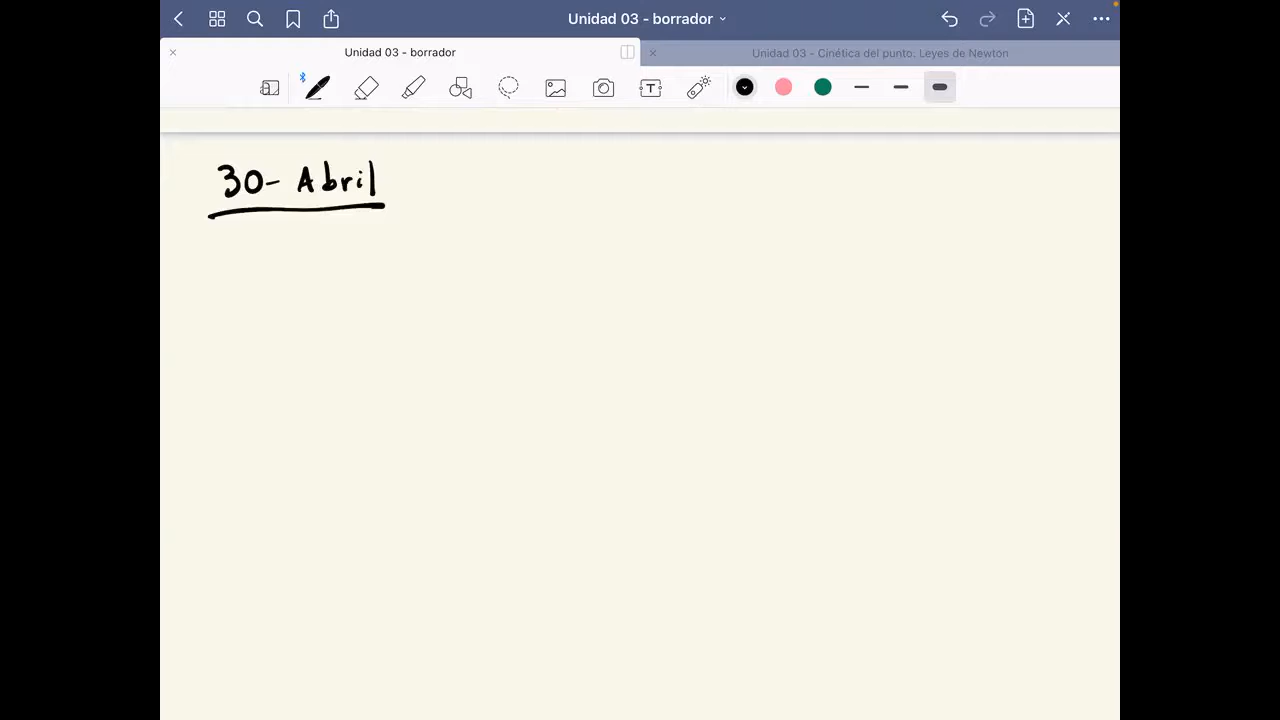 Unidad 03 - borrador
Unidad 03 - borrador
Unidad 03 - Cinética del punto. Leyes de Newton
30- Abril